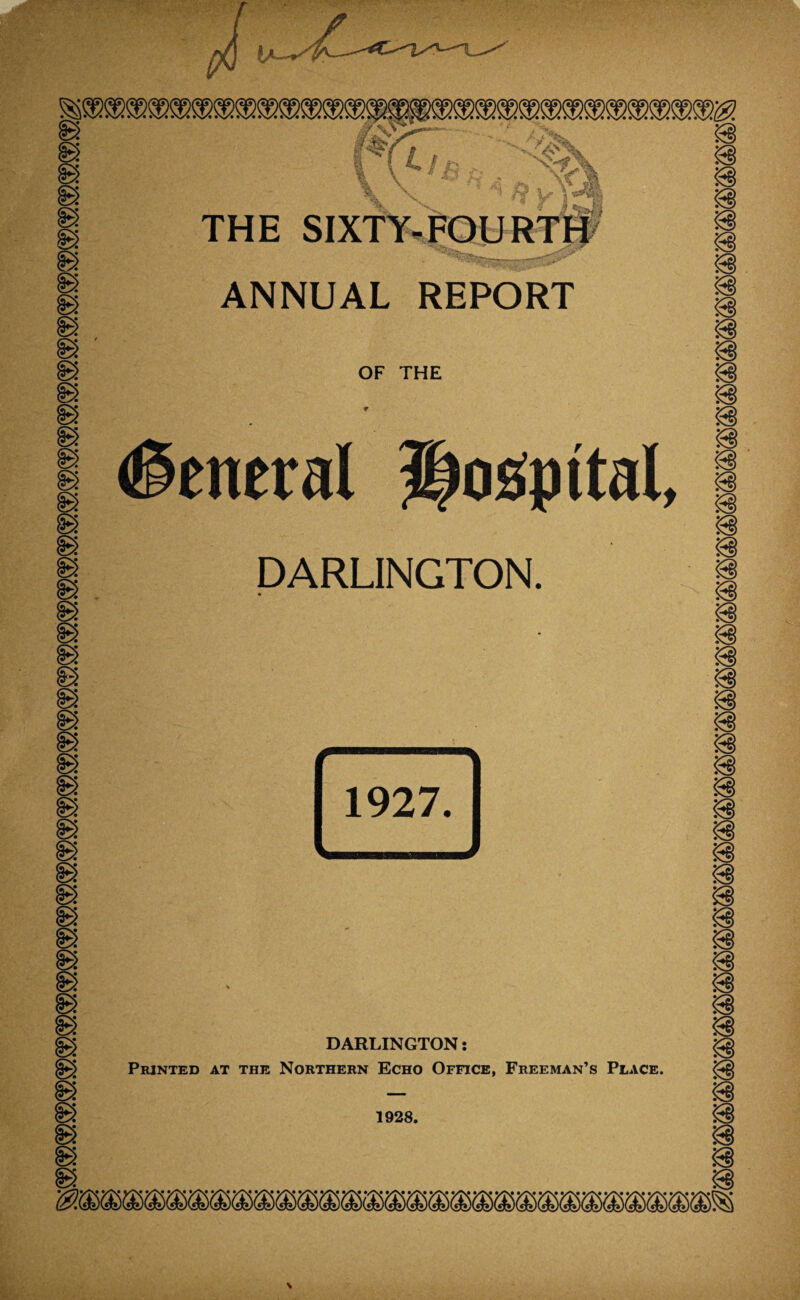 THE SIXTY-FOURTH
ANNUAL REPORT
OF THE
General Hospital,
DARLINGTON.
1927.
DARLINGTON:
PRINTED AT THE NORTHERN ECHO OFFICE, FREEMAN'S PLACE.
1928.
LIBRARY